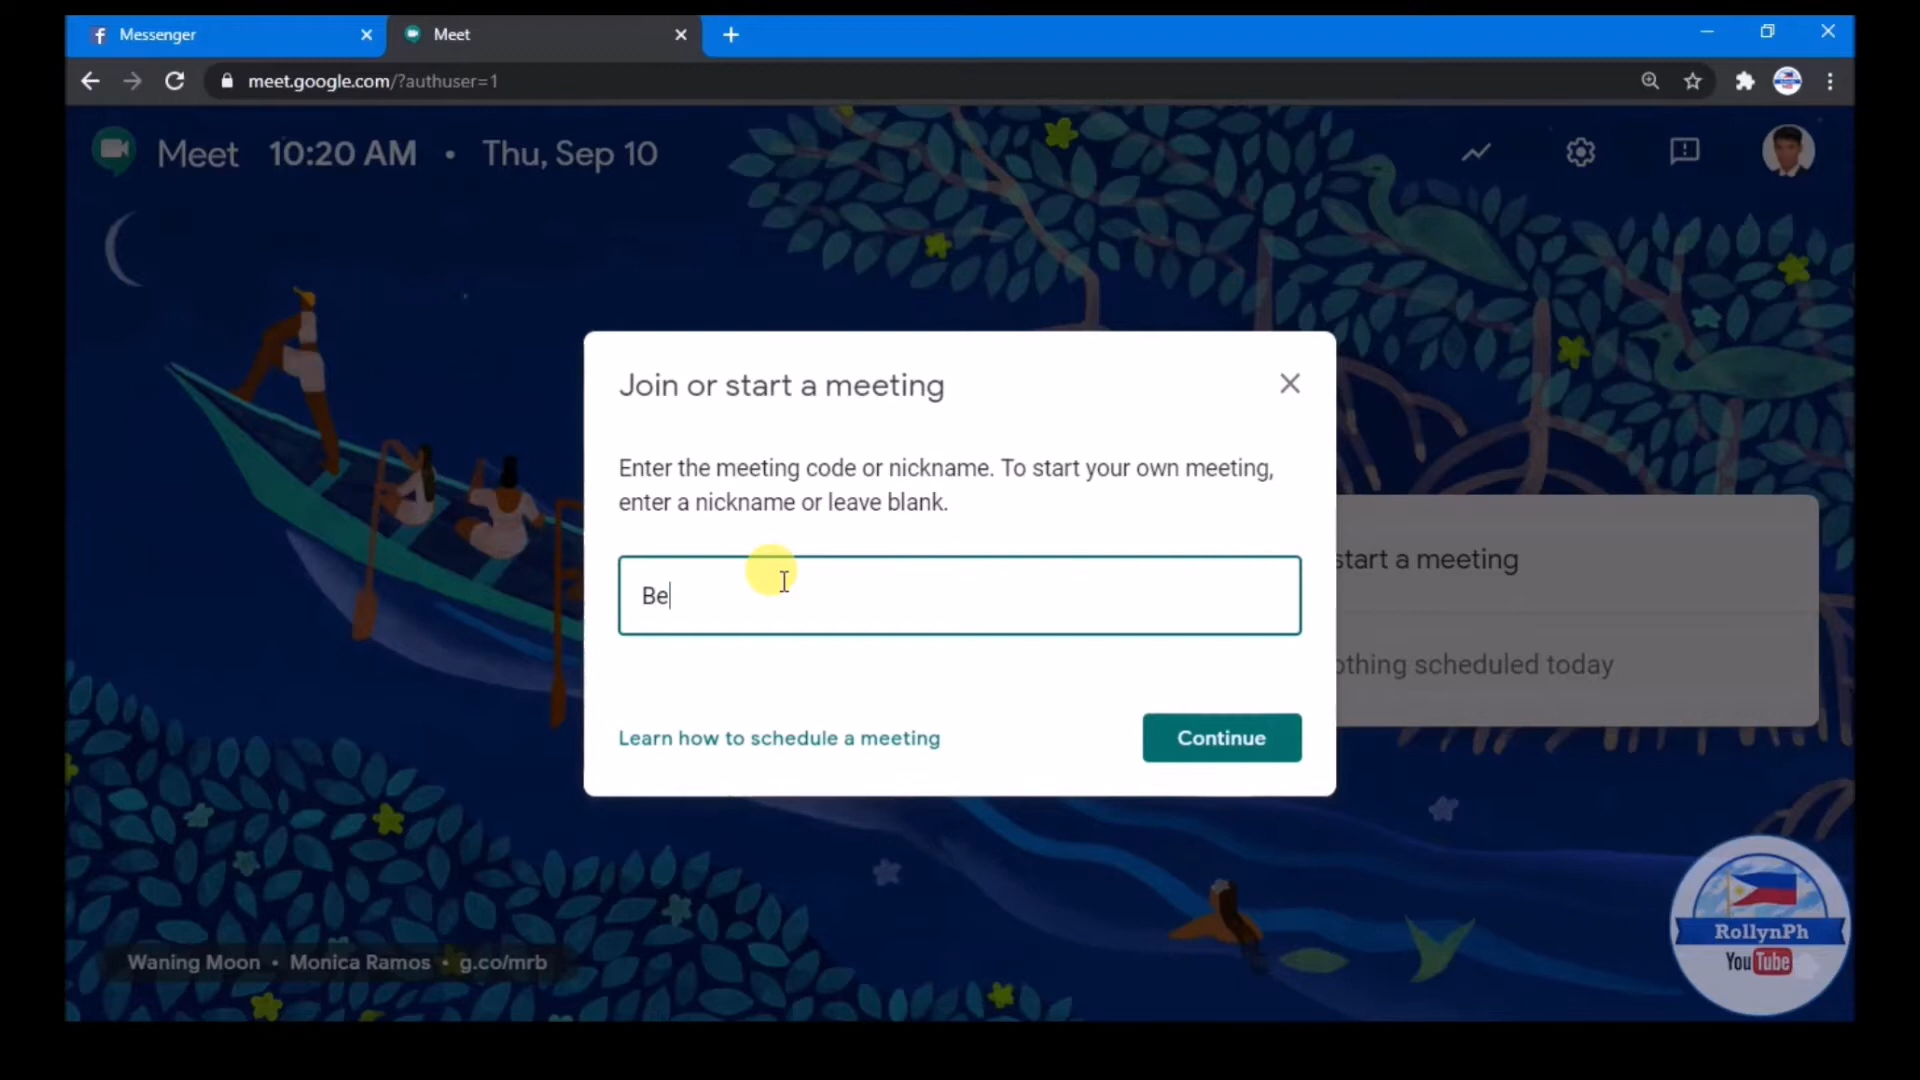 Messenger
Meet
meet.google.com/?authuser=1
Meet 10:20 AM • Thu, Sep 10
Join or start a meeting
Enter the meeting code or nickname. To start your own meeting,
enter a nickname or leave blank.
Be
Learn how to schedule a meeting
Continue
start a meeting
othing scheduled today
Waning Moon • Monica Ramos • g.co/mrb
RollynPh
YouTube